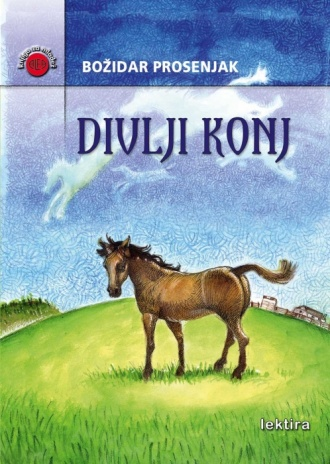 BOŽIDAR PROSENJAK
DIVLJI KONJ
lektira